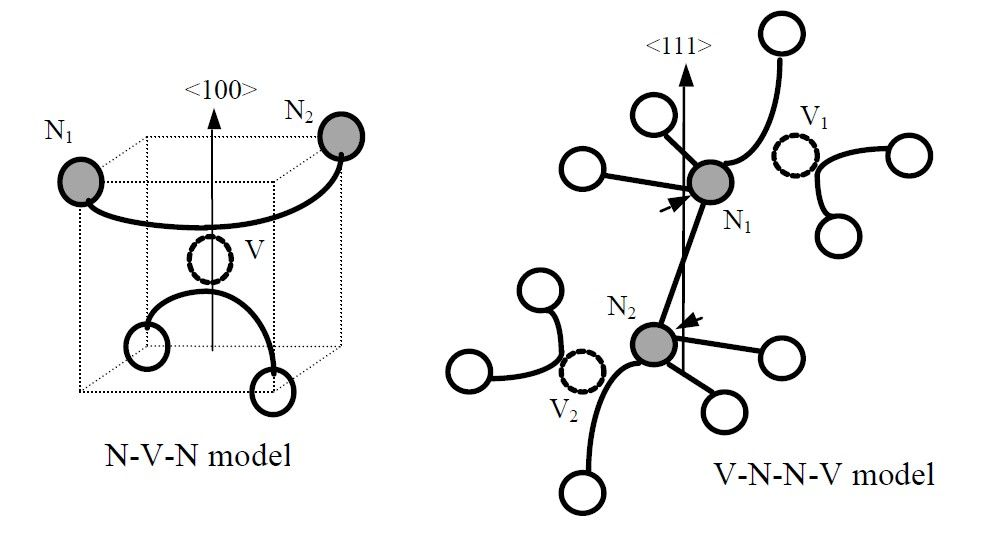 <100>
N₁
N₂
V
N-V-N model
<111>
V₁
N₁
N₂
V₂
V-N-N-V model